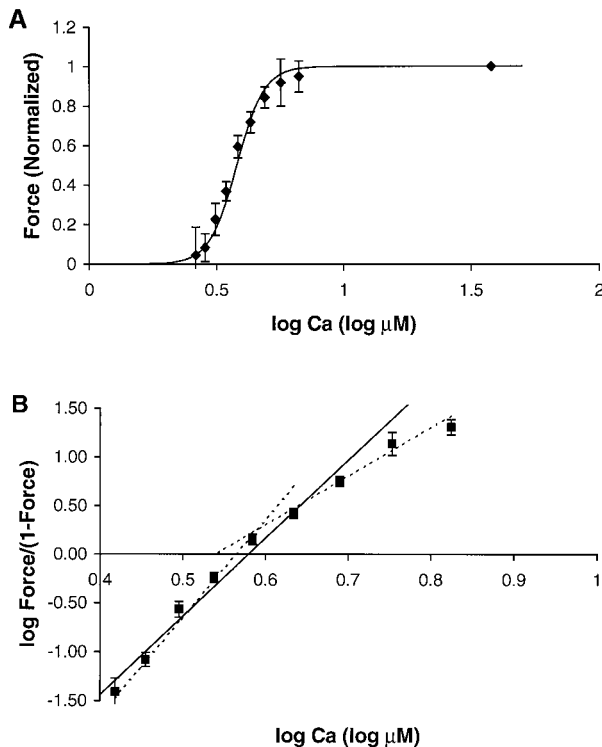 A
1.2
1
0.8
0.6
0.4
0.2
0
Force (Normalized)
0 0.5 1 1.5 2
log Ca (log μM)
B
1.50
1.00
0.50
0.00
-0.50
-1.00
-1.50
log Force/(1-Force)
0.4 0.5 0.6 0.7 0.8 0.9 1
log Ca (log μM)